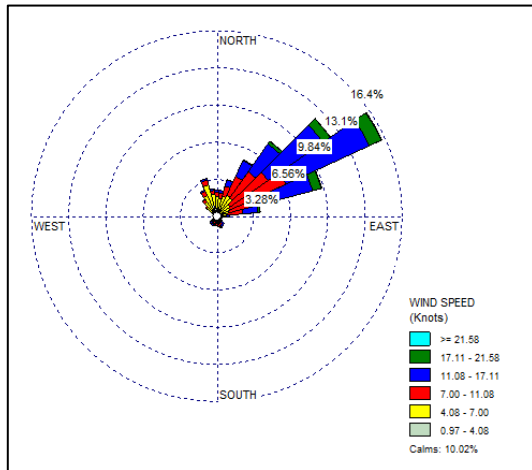 NORTH
16.4%
13.1%
9.84%
6.56%
3.28%
WEST
EAST
SOUTH
WIND SPEED
(Knots)
>= 21.58
17.11 - 21.58
11.08 - 17.11
7.00 - 11.08
4.08 - 7.00
0.97 - 4.08
Calms: 10.02%